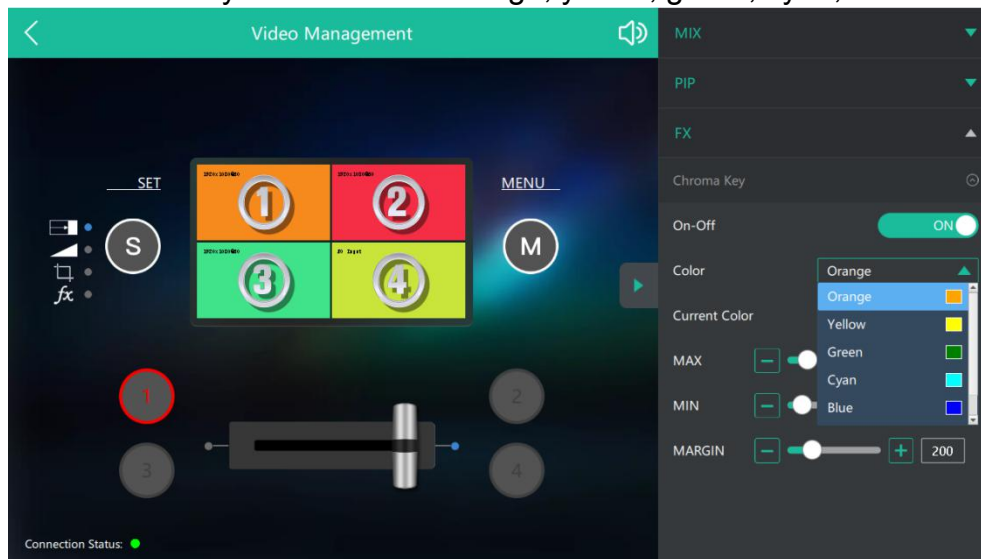 Video Management
SET
MENU
S
M
fx
1
2
3
4
1
2
3
4
Connection Status:
MIX
PIP
FX
Chroma Key
On-Off
ON
Color
Orange
Orange
Yellow
Green
Cyan
Blue
Current Color
MAX
MIN
MARGIN
200